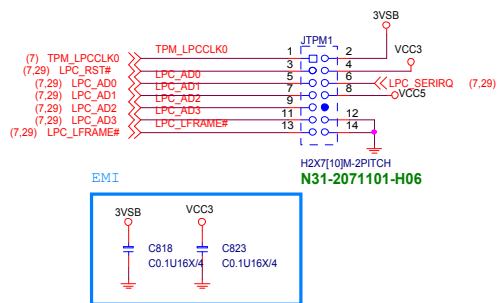 3VSB
JTPM1
(7) TPM_LPCCLK0 TPM_LPCCLK0 1 2 VCC3
(7,29) LPC_RST# 3 4
(7,29) LPC_AD0 LPC_AD0 5 6 LPC_SERIRQ (7,29)
(7,29) LPC_AD1 LPC_AD1 7 8 VCC5
(7,29) LPC_AD2 LPC_AD2 9
(7,29) LPC_AD3 LPC_AD3 11 12
(7,29) LPC_LFRAME# LPC_LFRAME# 13 14
H2X7[10]M-2PITCH
N31-2071101-H06
EMI
3VSB VCC3
C818 C823
C0.1U16X/4 C0.1U16X/4